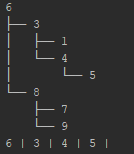 6
├── 3
│   ├── 1
│   └── 4
│       └── 5
└── 8
    ├── 7
    └── 9
6 | 3 | 4 | 5 |